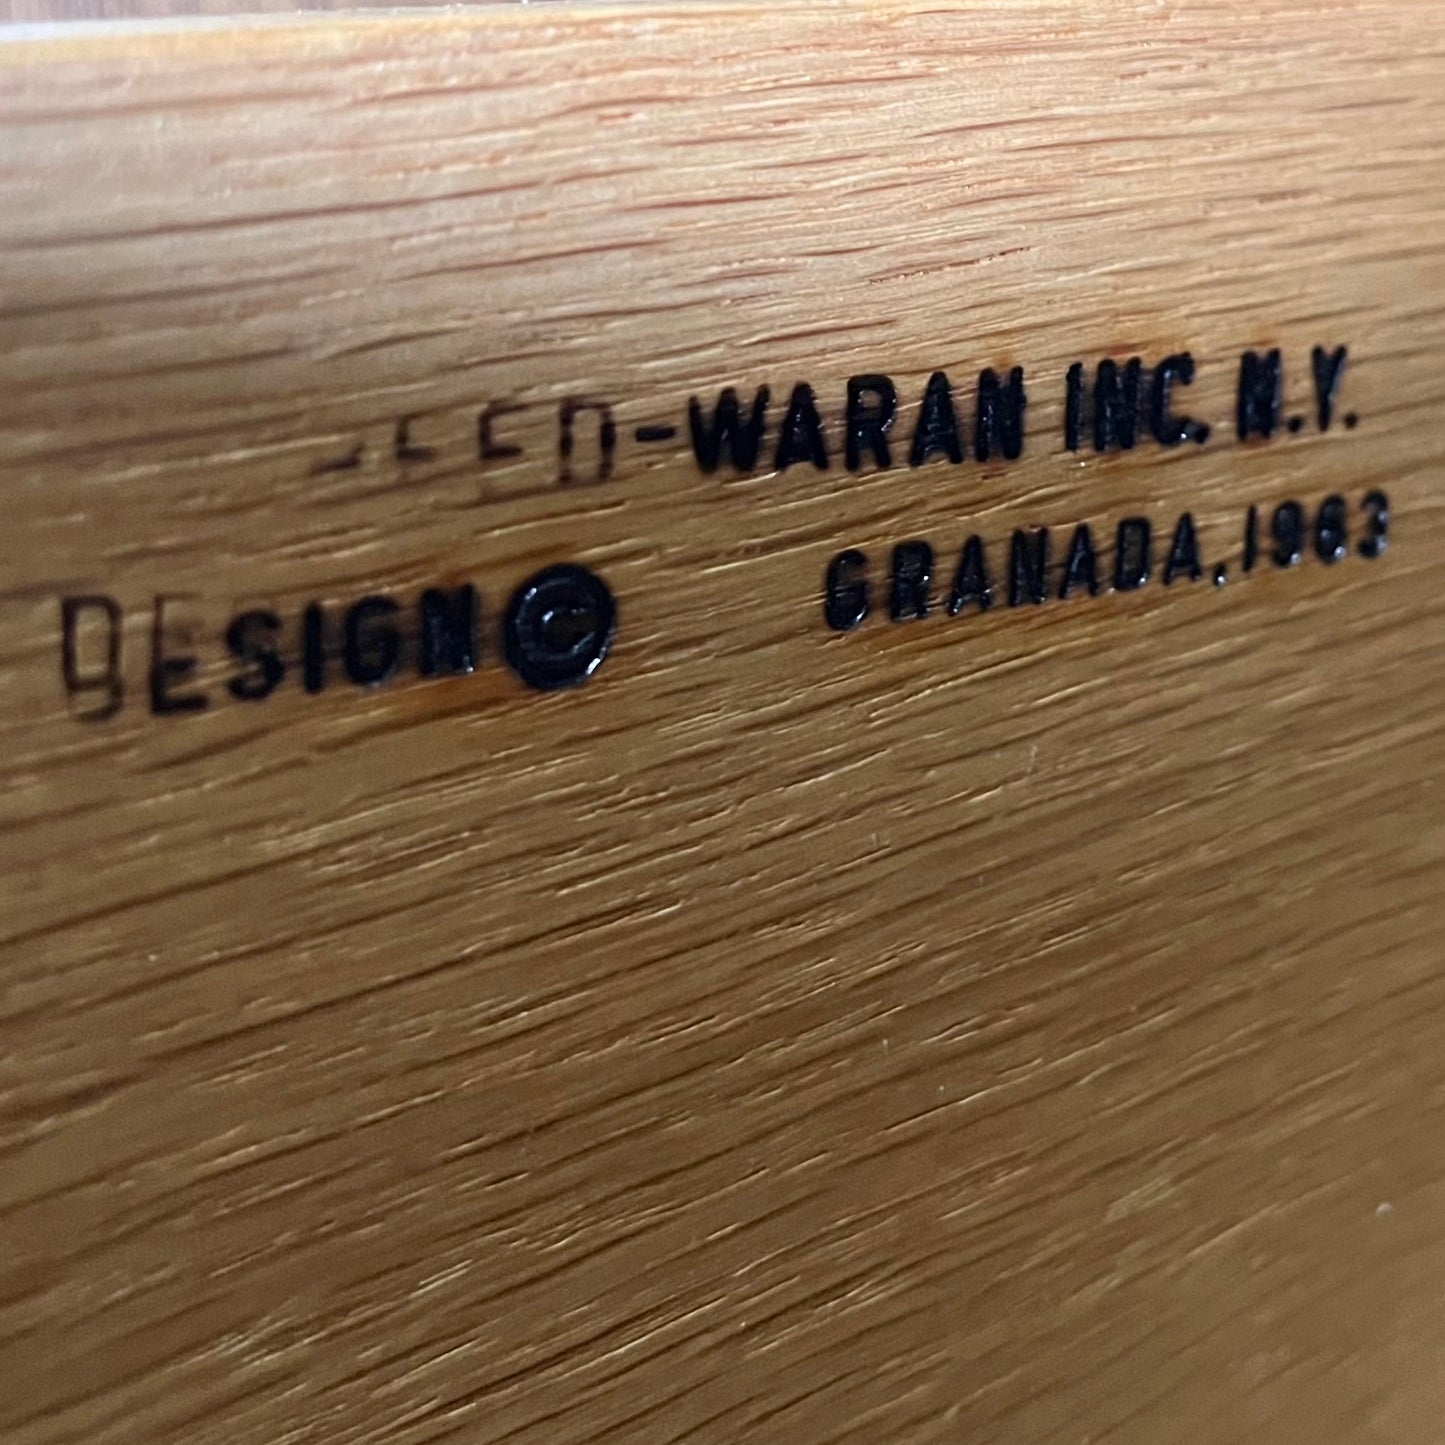 -WARAN INC. N.Y.
DESIGN © GRANADA, 1963